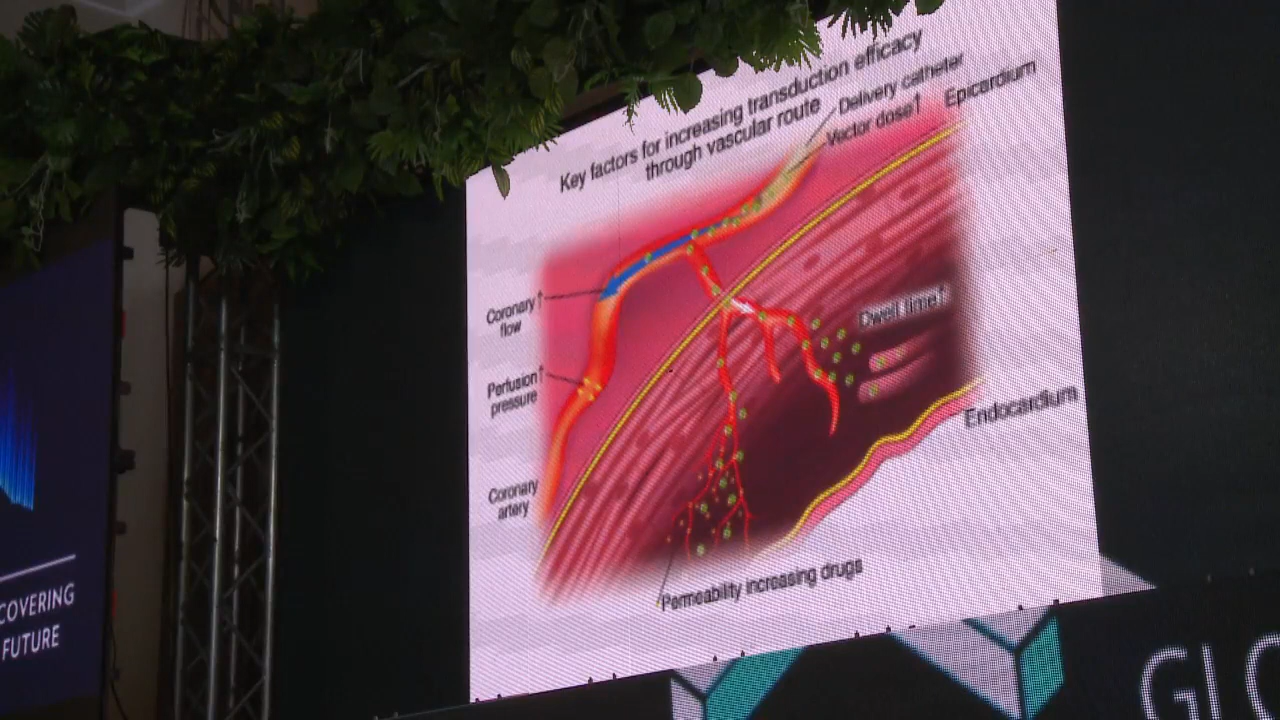 Key factors for increasing transduction efficacy
through vascular route
Delivery catheter
Vector dose↑
Epicardium
Coronary↑
flow
Dwell time↑
Perfusion↑
pressure
Endocardium
Coronary
artery
Permeability increasing drugs
COVERING
FUTURE
GLO